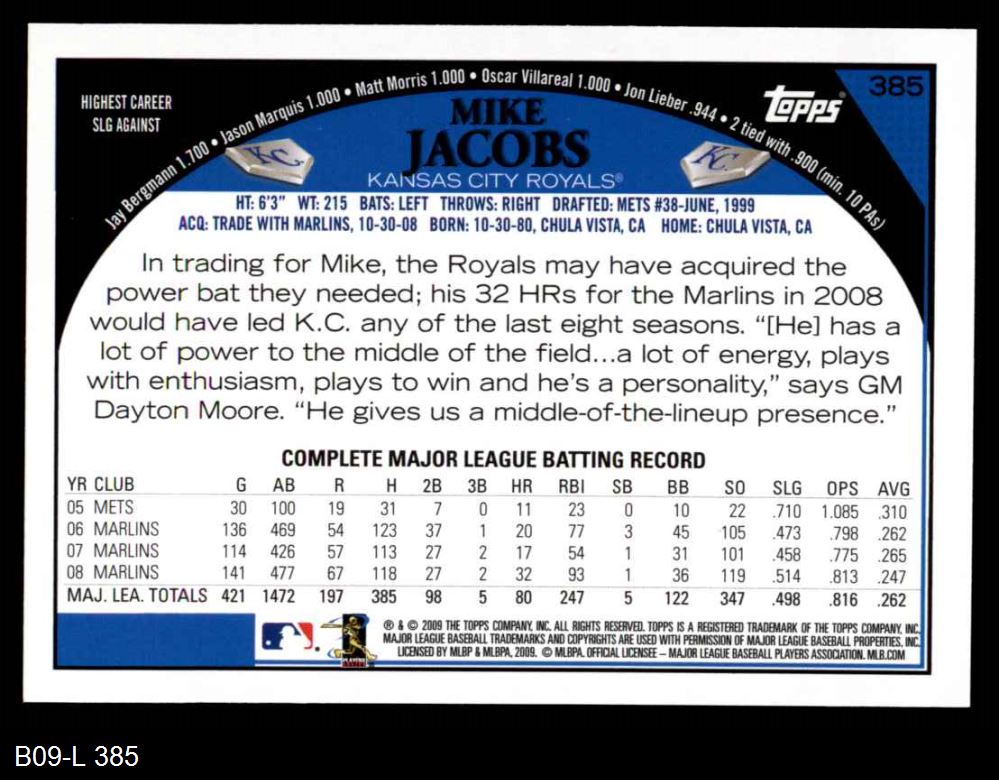 385
Topps
HIGHEST CAREER
SLG AGAINST
Jay Bergmann 1.700 • Jason Marquis 1.000 • Matt Morris 1.000 • Oscar Villareal 1.000 • Jon Lieber .944 • 2 tied with .900 (min. 10 PAs)
MIKE
JACOBS
KC KC
KANSAS CITY ROYALS®
HT: 6'3" WT: 215 BATS: LEFT THROWS: RIGHT DRAFTED: METS #38-JUNE, 1999
ACQ: TRADE WITH MARLINS, 10-30-08 BORN: 10-30-80, CHULA VISTA, CA HOME: CHULA VISTA, CA
In trading for Mike, the Royals may have acquired the
power bat they needed; his 32 HRs for the Marlins in 2008
would have led K.C. any of the last eight seasons. “[He] has a
lot of power to the middle of the field...a lot of energy, plays
with enthusiasm, plays to win and he's a personality,” says GM
Dayton Moore. “He gives us a middle-of-the-lineup presence.”
COMPLETE MAJOR LEAGUE BATTING RECORD
YR CLUB G AB R H 2B 3B HR RBI SB BB SO SLG OPS AVG
05 METS 30 100 19 31 7 0 11 23 0 10 22 .710 1.085 .310
06 MARLINS 136 469 54 123 37 1 20 77 3 45 105 .473 .798 .262
07 MARLINS 114 426 57 113 27 2 17 54 1 31 101 .458 .775 .265
08 MARLINS 141 477 67 118 27 2 32 93 1 36 119 .514 .813 .247
MAJ. LEA. TOTALS 421 1472 197 385 98 5 80 247 5 122 347 .498 .816 .262
® & © 2009 THE TOPPS COMPANY, INC. ALL RIGHTS RESERVED. TOPPS IS A REGISTERED TRADEMARK OF THE TOPPS COMPANY, INC.
MAJOR LEAGUE BASEBALL TRADEMARKS AND COPYRIGHTS ARE USED WITH PERMISSION OF MAJOR LEAGUE BASEBALL PROPERTIES, INC.
LICENSED BY MLBP & MLBPA, 2009. © MLBPA. OFFICIAL LICENSEE – MAJOR LEAGUE BASEBALL PLAYERS ASSOCIATION. MLB.COM
B09-L 385